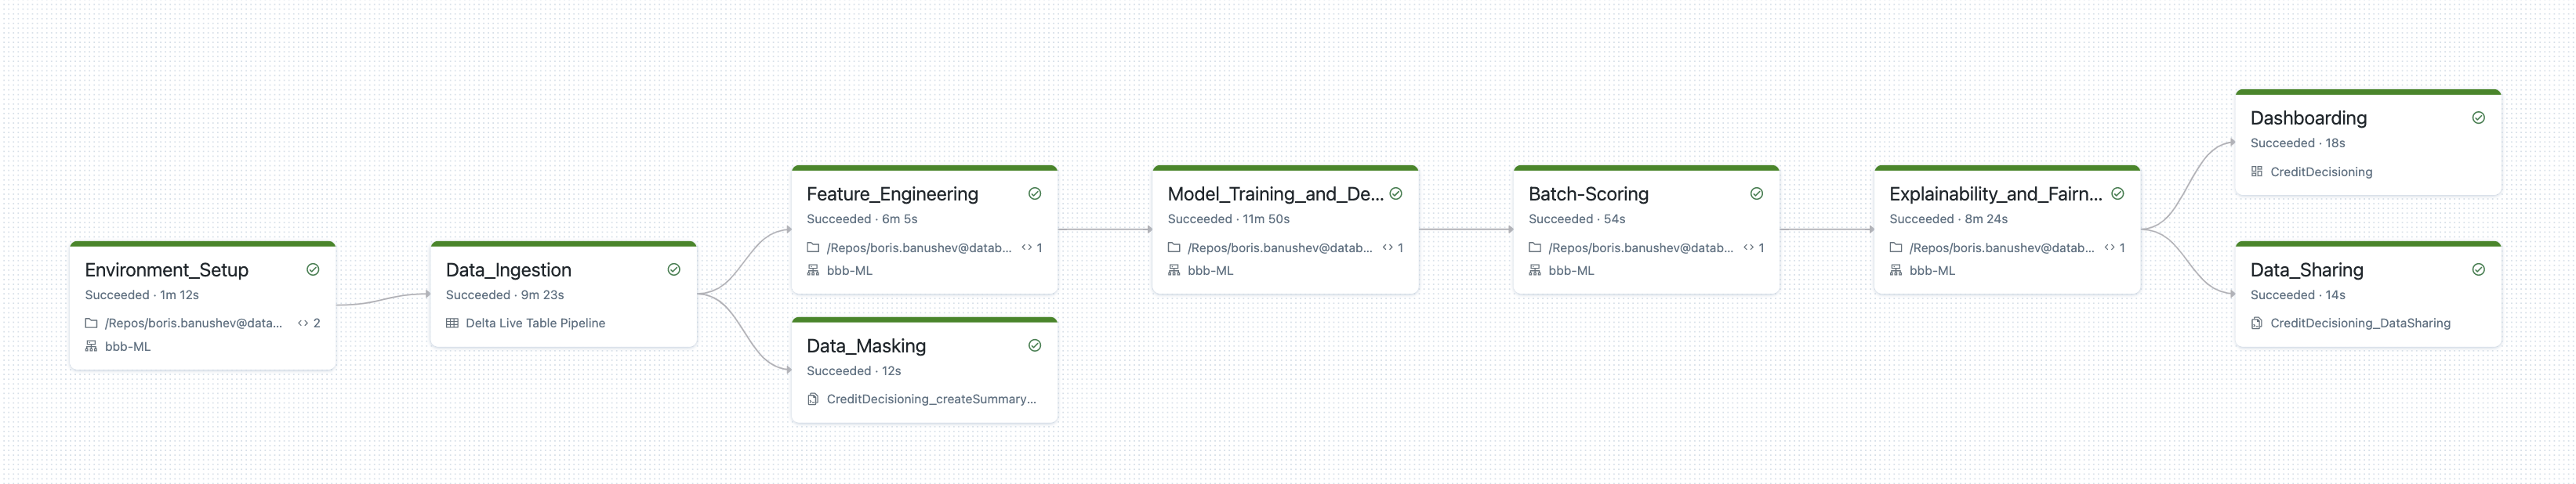 Environment_Setup
Succeeded · 1m 12s
/Repos/boris.banushev@data... 2
bbb-ML
Data_Ingestion
Succeeded · 9m 23s
Delta Live Table Pipeline
Feature_Engineering
Succeeded · 6m 5s
/Repos/boris.banushev@datab... 1
bbb-ML
Data_Masking
Succeeded · 12s
CreditDecisioning_createSummary...
Model_Training_and_De...
Succeeded · 11m 50s
/Repos/boris.banushev@datab... 1
bbb-ML
Batch-Scoring
Succeeded · 54s
/Repos/boris.banushev@datab... 1
bbb-ML
Explainability_and_Fairn...
Succeeded · 8m 24s
/Repos/boris.banushev@datab... 1
bbb-ML
Dashboarding
Succeeded · 18s
CreditDecisioning
Data_Sharing
Succeeded · 14s
CreditDecisioning_DataSharing